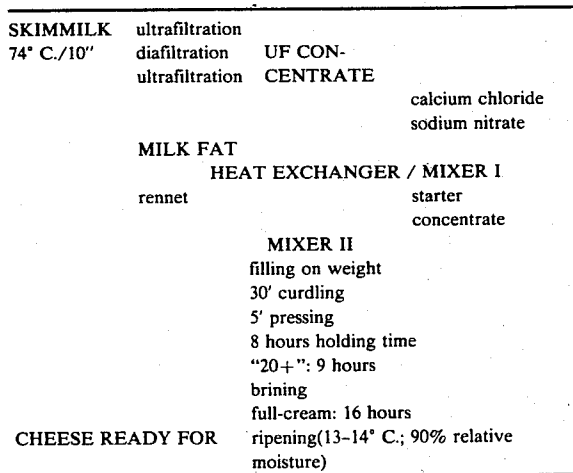 SKIMMILK ultrafiltration
74° C./10" diafiltration UF CON-
ultrafiltration CENTRATE
calcium chloride
sodium nitrate
MILK FAT
HEAT EXCHANGER / MIXER I
rennet starter
concentrate
MIXER II
filling on weight
30' curdling
5' pressing
8 hours holding time
"20+": 9 hours
brining
full-cream: 16 hours
CHEESE READY FOR ripening(13-14° C.; 90% relative
moisture)